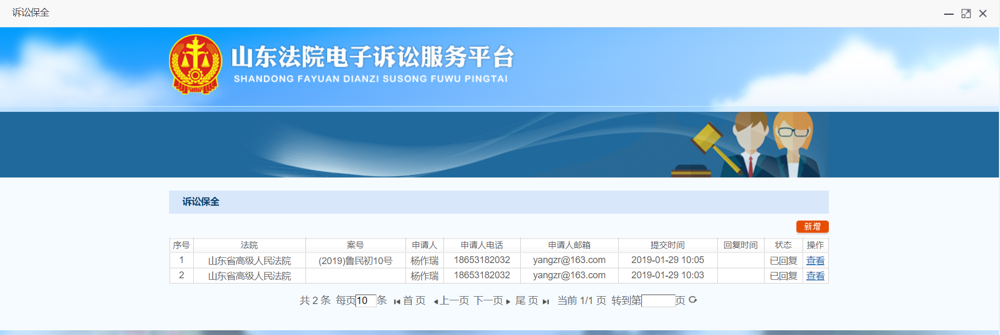 诉讼保全
山东法院电子诉讼服务平台
SHANDONG FAYUAN DIANZI SUSONG FUWU PINGTAI
诉讼保全
新增
序号 法院 案号 申请人 申请人电话 申请人邮箱 提交时间 回复时间 状态 操作
1 山东省高级人民法院 (2019)鲁民初10号 杨作瑞 18653182032 yangzr@163.com 2019-01-29 10:05 已回复 查看
2 山东省高级人民法院 杨作瑞 18653182032 yangzr@163.com 2019-01-29 10:03 已回复 查看
共 2 条 每页10条 首 页 上一页 下一页 尾 页 当前 1/1 页 转到第 页